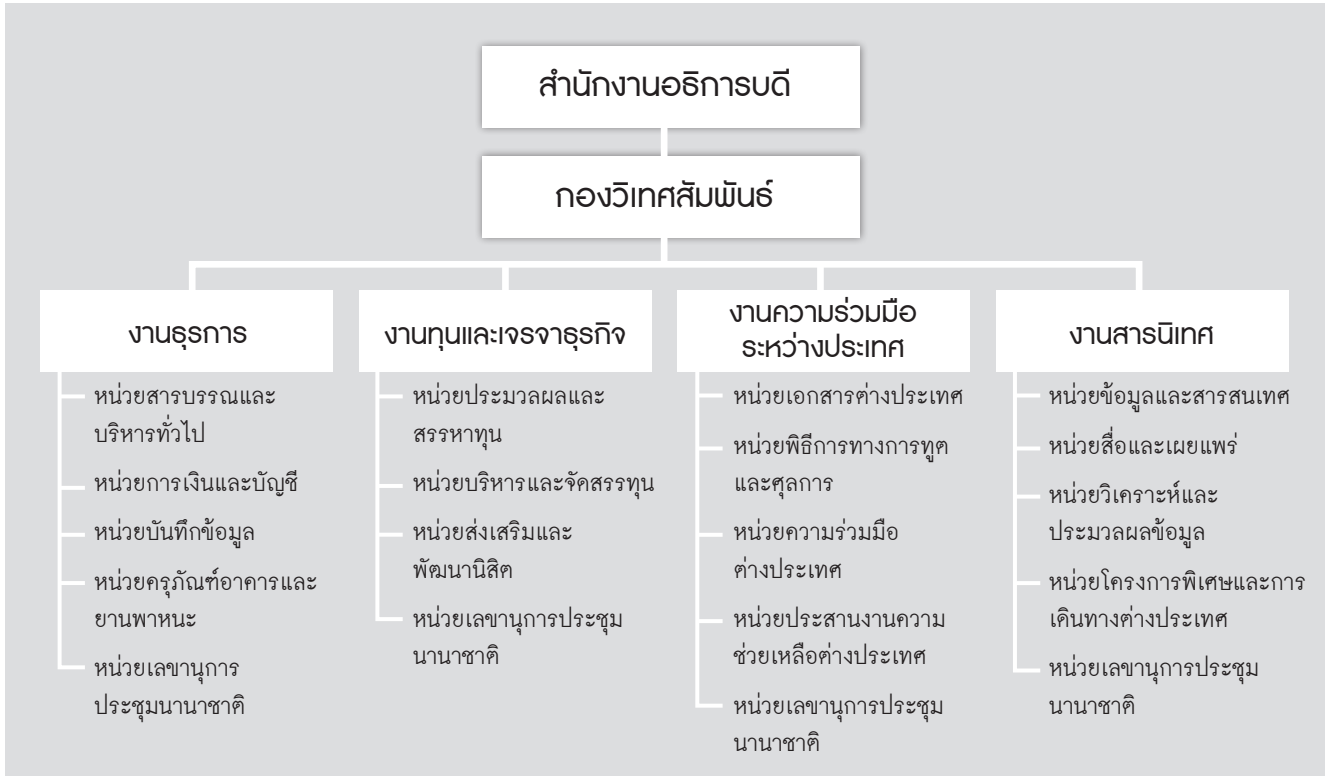 สำนักงานอธิการบดี
กองวิเทศสัมพันธ์
งานธุรการ
หน่วยสารบรรณและ
บริหารทั่วไป
หน่วยการเงินและบัญชี
หน่วยบันทึกข้อมูล
หน่วยครุภัณฑ์อาคารและ
ยานพาหนะ
หน่วยเลขานุการ
ประชุมนานาชาติ
งานทุนและเจรจาธุรกิจ
หน่วยประมวลผลและ
สรรหาทุน
หน่วยบริหารและจัดสรรทุน
หน่วยส่งเสริมและ
พัฒนานิสิต
หน่วยเลขานุการประชุม
นานาชาติ
งานความร่วมมือ
ระหว่างประเทศ
หน่วยเอกสารต่างประเทศ
หน่วยพิธีการทางการทูต
และศุลการ
หน่วยความร่วมมือ
ต่างประเทศ
หน่วยประสานงานความ
ช่วยเหลือต่างประเทศ
หน่วยเลขานุการประชุม
นานาชาติ
งานสารนิเทศ
หน่วยข้อมูลและสารสนเทศ
หน่วยสื่อและเผยแพร่
หน่วยวิเคราะห์และ
ประมวลผลข้อมูล
หน่วยโครงการพิเศษและการ
เดินทางต่างประเทศ
หน่วยเลขานุการประชุม
นานาชาติ